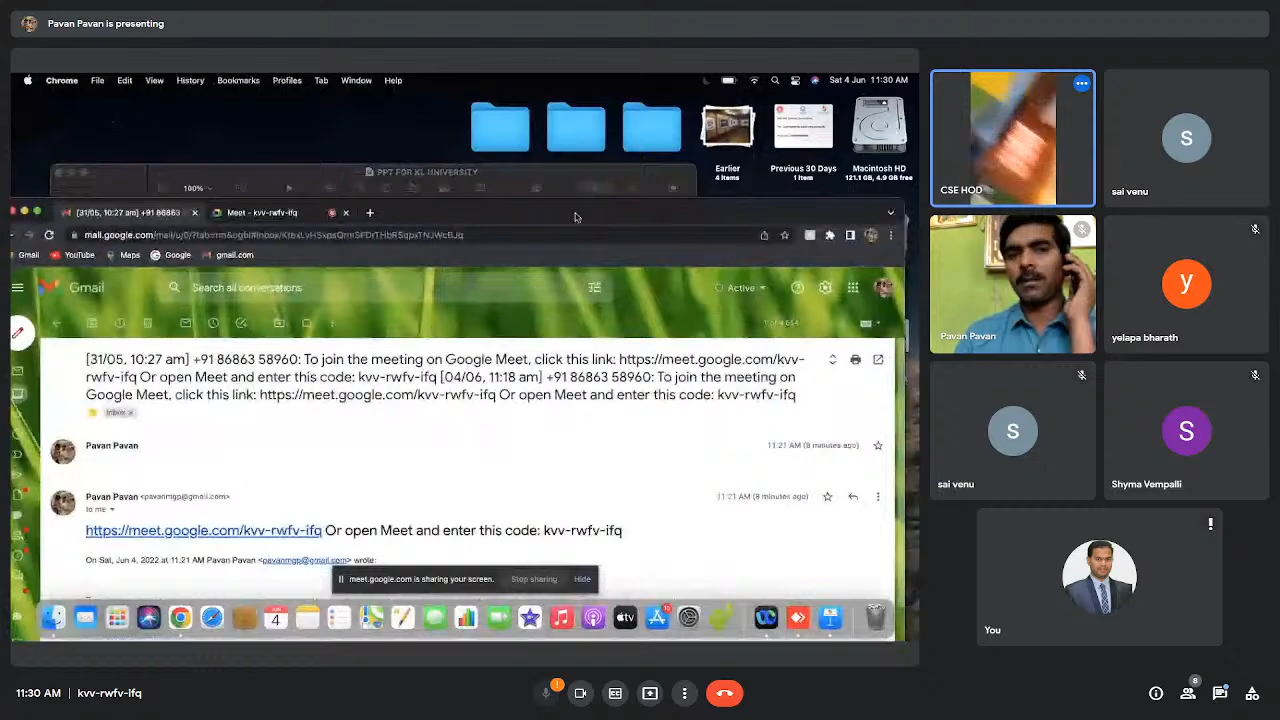 Pavan Pavan is presenting
Chrome File Edit View History Bookmarks Profiles Tab Window Help
Sat 4 Jun 11:30 AM
Earlier
4 items
Previous 30 Days
1 item
Macintosh HD
121.1 GB, 4.9 GB free
PPT FOR KL UNIVERSITY
100%
[31/05, 10:27 am] +91 86863
Meet - kvv-rwfv-ifq
Gmail YouTube Maps Google gmail.com
Gmail
Search all conversations
Active
[31/05, 10:27 am] +91 86863 58960: To join the meeting on Google Meet, click this link: https://meet.google.com/kvv-
rwfv-ifq Or open Meet and enter this code: kvv-rwfv-ifq [04/06, 11:18 am] +91 86863 58960: To join the meeting on
Google Meet, click this link: https://meet.google.com/kvv-rwfv-ifq Or open Meet and enter this code: kvv-rwfv-ifq
Inbox x
Pavan Pavan
11:21 AM (8 minutes ago)
Pavan Pavan <pavanmgp@gmail.com>
11:21 AM (8 minutes ago)
to me
https://meet.google.com/kvv-rwfv-ifq Or open Meet and enter this code: kvv-rwfv-ifq
On Sat, Jun 4, 2022 at 11:21 AM Pavan Pavan <pavanmgp@gmail.com> wrote:
meet.google.com is sharing your screen. Stop sharing Hide
JUN
4
tv
CSE HOD
S
sai venu
Pavan Pavan
y
yelapa bharath
S
sai venu
S
Shyma Vempalli
You
11:30 AM | kvv-rwfv-ifq
8